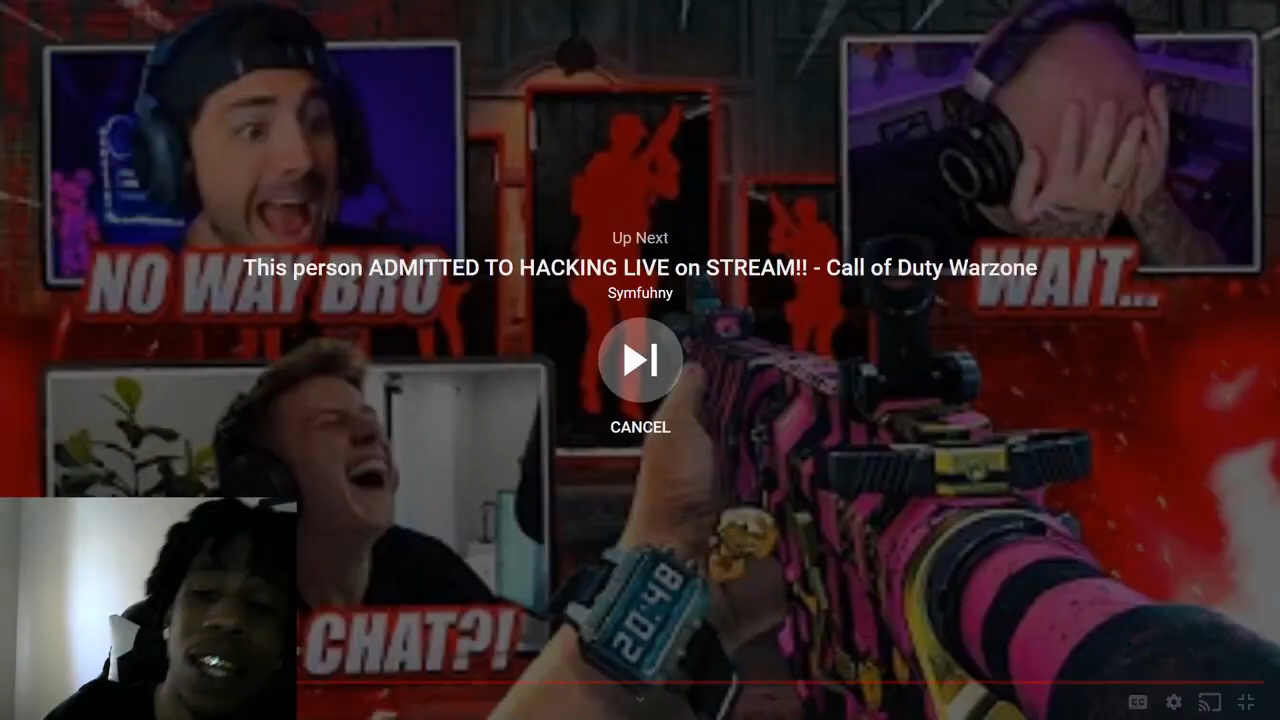 Up Next
This person ADMITTED TO HACKING LIVE on STREAM!! - Call of Duty Warzone
Symfuhny
NO WAY BRO
WAIT...
CANCEL
20:48
CHAT?!
CC